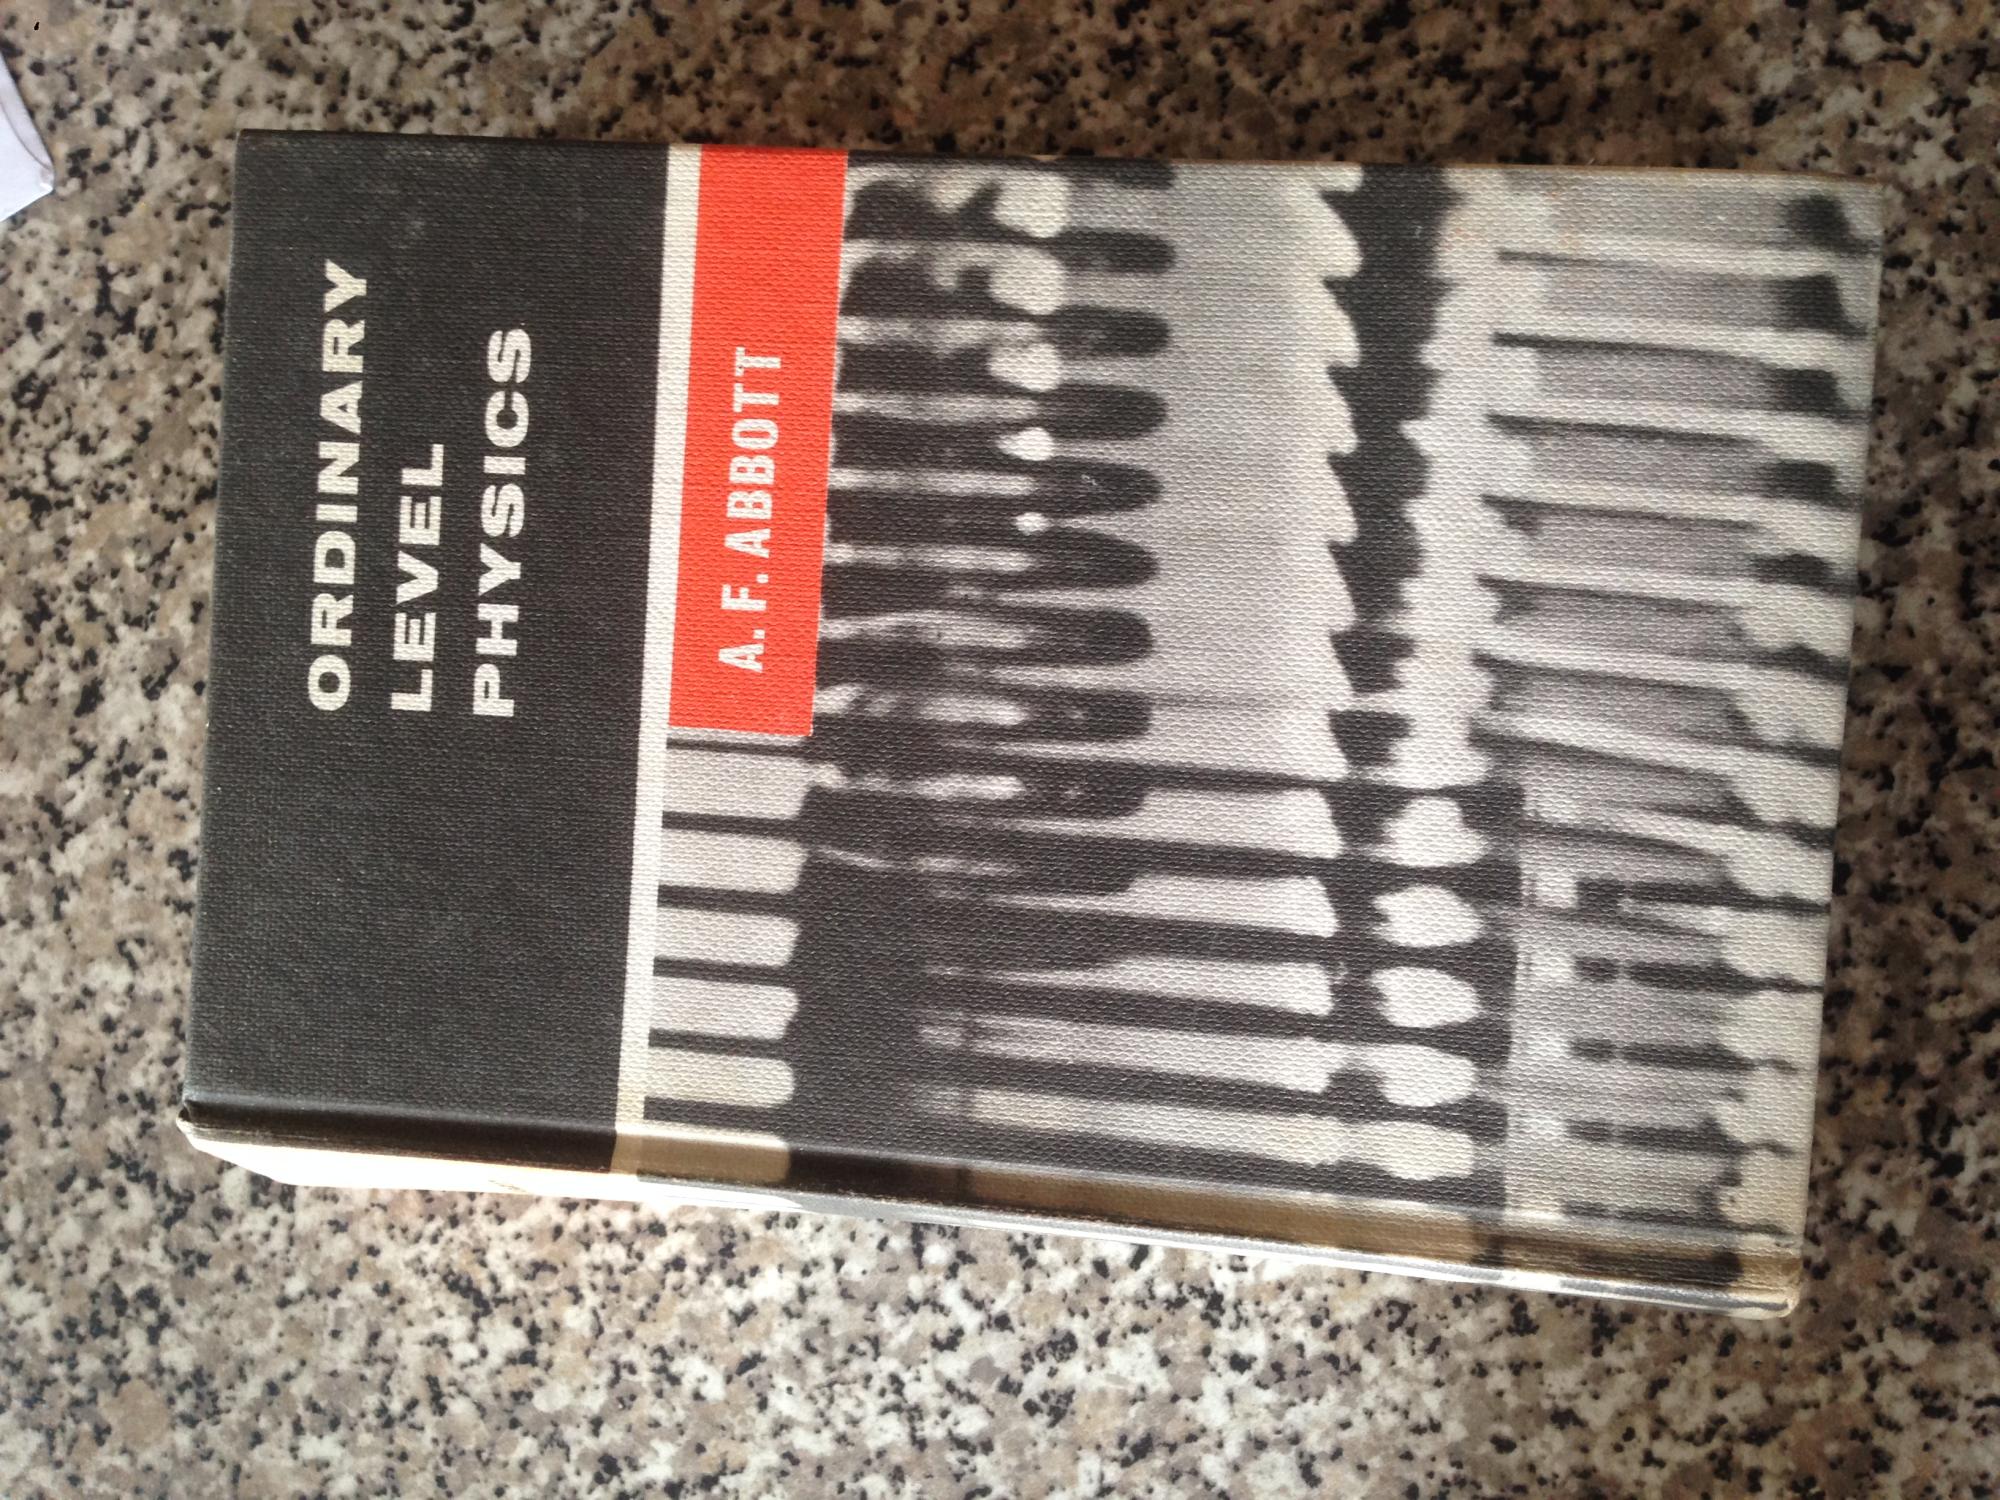 ORDINARY
LEVEL
PHYSICS
A. F. ABBOTT